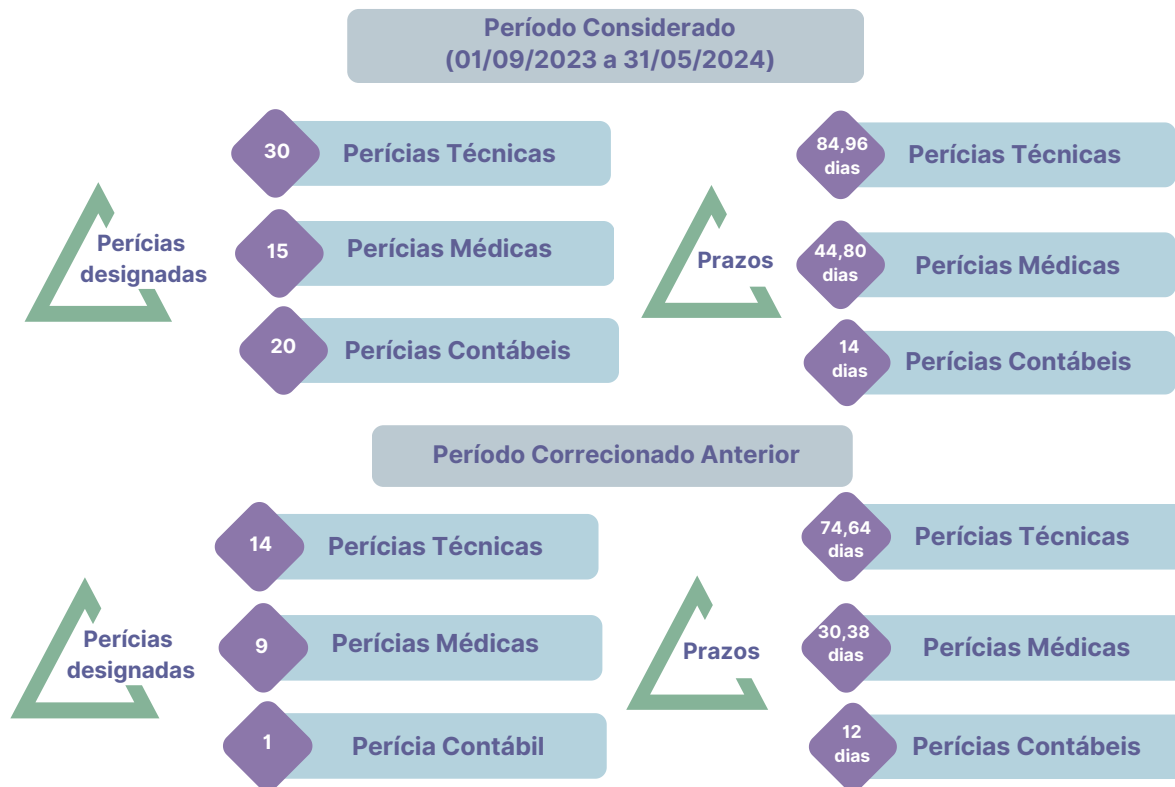 Período Considerado
(01/09/2023 a 31/05/2024)
Perícias
designadas
30
Perícias Técnicas
15
Perícias Médicas
20
Perícias Contábeis
Prazos
84,96
dias
Perícias Técnicas
44,80
dias
Perícias Médicas
14
dias
Perícias Contábeis
Período Correcionado Anterior
Perícias
designadas
14
Perícias Técnicas
9
Perícias Médicas
1
Perícia Contábil
Prazos
74,64
dias
Perícias Técnicas
30,38
dias
Perícias Médicas
12
dias
Perícias Contábeis